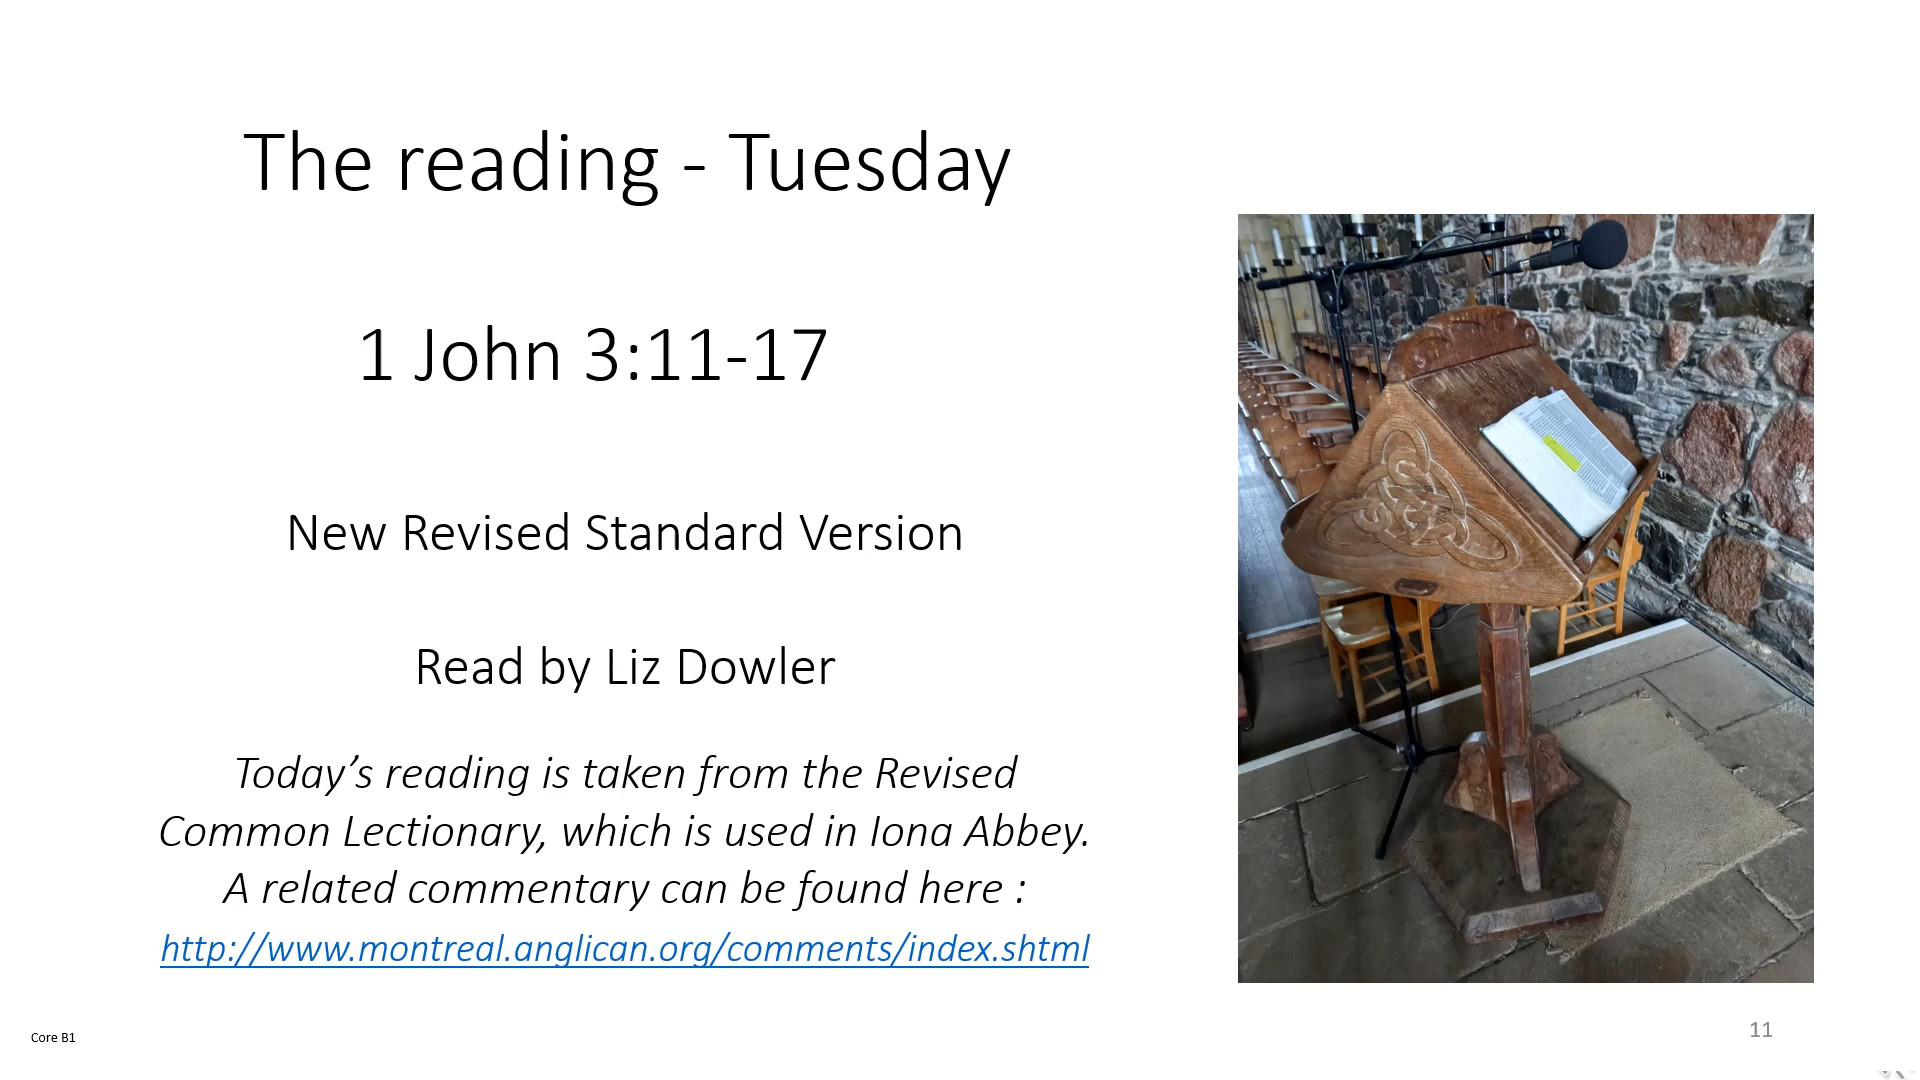 The reading - Tuesday
1 John 3:11-17
New Revised Standard Version
Read by Liz Dowler
Today’s reading is taken from the Revised
Common Lectionary, which is used in Iona Abbey.
A related commentary can be found here :
http://www.montreal.anglican.org/comments/index.shtml
Core B1
11